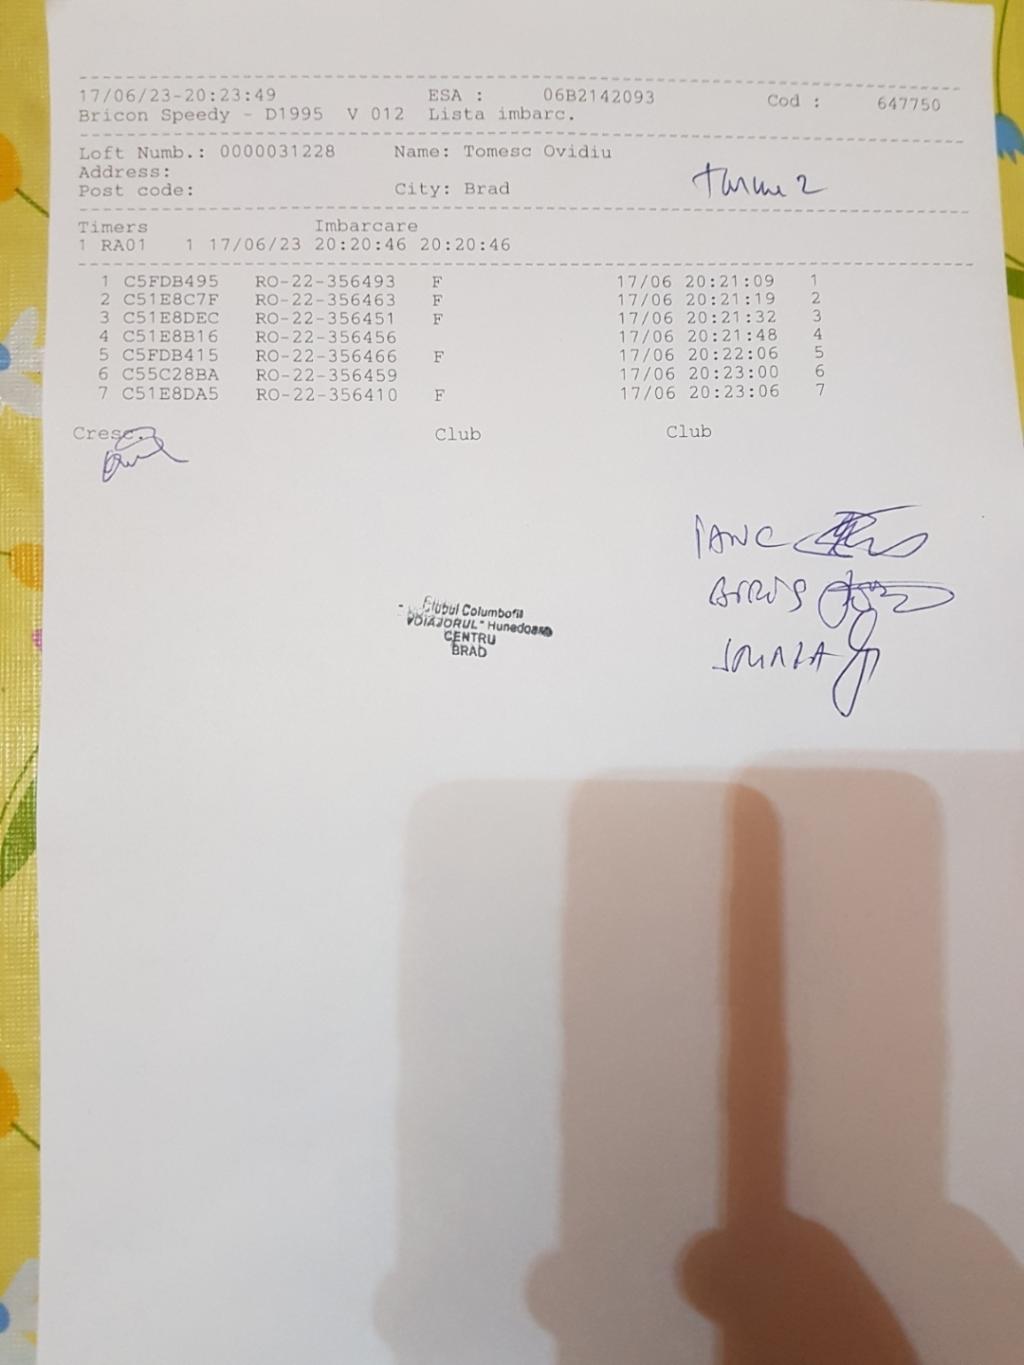 17/06/23-20:23:49 ESA : 06B2142093 Cod : 647750
Bricon Speedy - D1995 V 012 Lista imbarc.
Loft Numb.: 0000031228 Name: Tomesc Ovidiu
Address:
Post code: City: Brad
Timers Imbarcare
1 RA01 1 17/06/23 20:20:46 20:20:46
1 C5FDB495 RO-22-356493 F 17/06 20:21:09 1
2 C51E8C7F RO-22-356463 F 17/06 20:21:19 2
3 C51E8DEC RO-22-356451 F 17/06 20:21:32 3
4 C51E8B16 RO-22-356456 17/06 20:21:48 4
5 C5FDB415 RO-22-356466 F 17/06 20:22:06 5
6 C55C28BA RO-22-356459 17/06 20:23:00 6
7 C51E8DA5 RO-22-356410 F 17/06 20:23:06 7
Cresc. Club Club
IANC
Clubul Columbofil
"VOIAJORUL" Hunedoara
CENTRU
BRAD